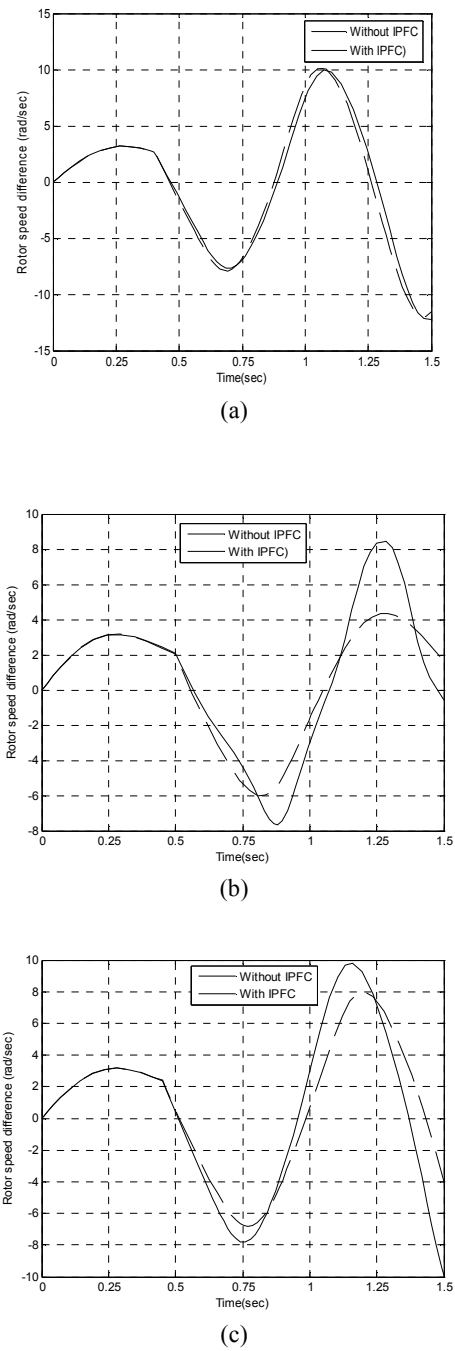 15
10
5
0
-5
-10
-15
Rotor speed difference (rad/sec)
Without IPFC
With IPFC)
0 0.25 0.5 0.75 1 1.25 1.5
Time(sec)
(a)
10
8
6
4
2
0
-2
-4
-6
-8
Rotor speed difference (rad/sec)
Without IPFC
With IPFC)
0 0.25 0.5 0.75 1 1.25 1.5
Time(sec)
(b)
10
8
6
4
2
0
-2
-4
-6
-8
-10
Rotor speed difference (rad/sec)
Without IPFC
With IPFC
0 0.25 0.5 0.75 1 1.25 1.5
Time(sec)
(c)